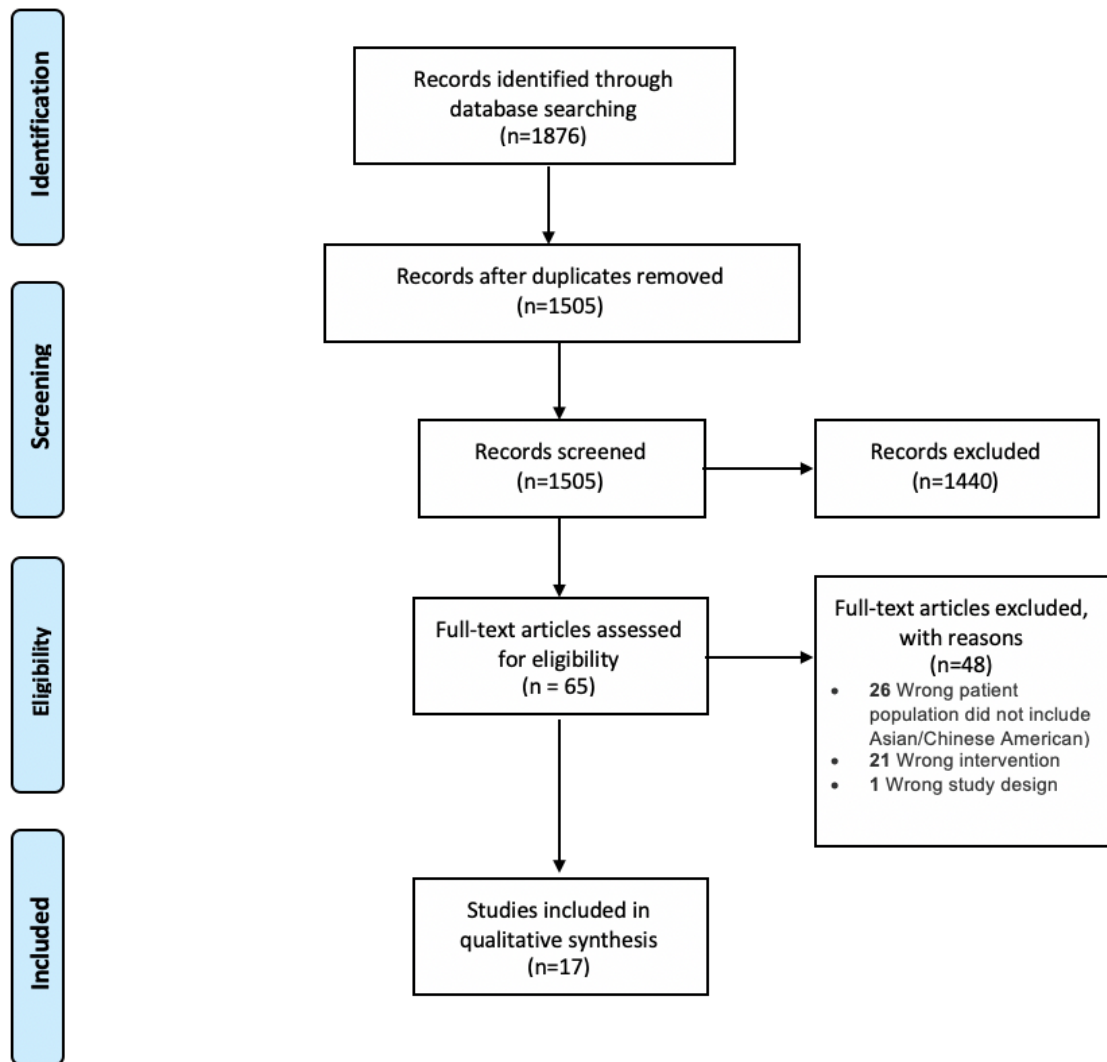 Identification
Records identified through
database searching
(n=1876)
Records after duplicates removed
(n=1505)
Screening
Records screened
(n=1505)
Records excluded
(n=1440)
Eligibility
Full-text articles assessed
for eligibility
(n = 65)
Full-text articles excluded,
with reasons
(n=48)
• 26 Wrong patient
population did not include
Asian/Chinese American)
• 21 Wrong intervention
• 1 Wrong study design
Included
Studies included in
qualitative synthesis
(n=17)